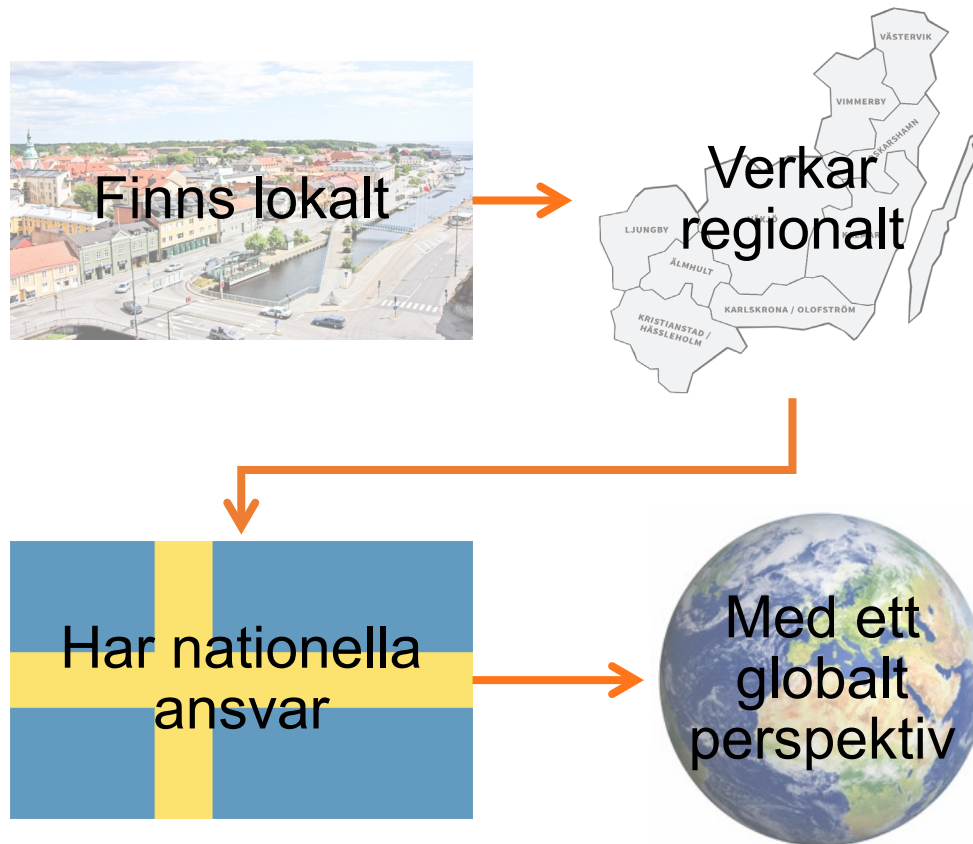 Finns lokalt
VÄSTERVIK
VIMMERBY
Verkar
regionalt
LJUNGBY
ÄLMHULT
KARLSKRONA / OLOFSTRÖM
KRISTIANSTAD /
HÄSSLEHOLM
Har nationella
ansvar
Med ett
globalt
perspektiv